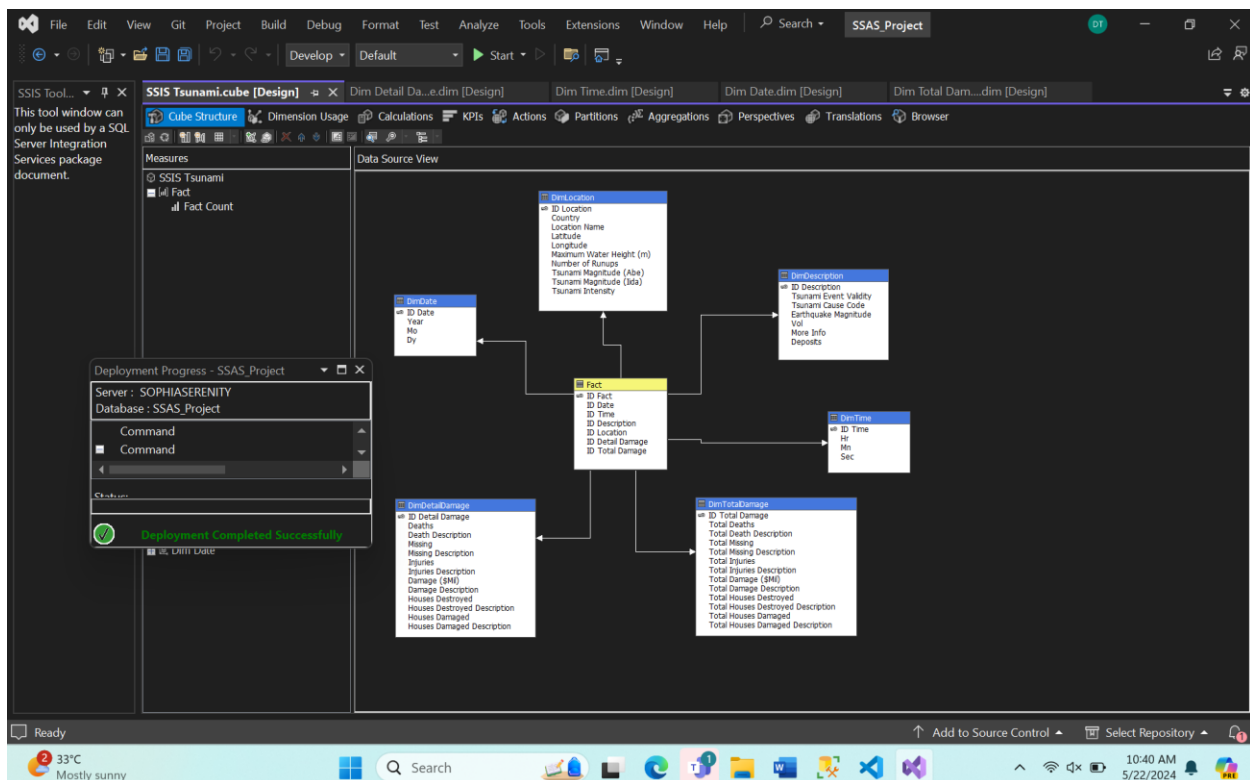 File Edit View Git Project Build Debug Format Test Analyze Tools Extensions Window Help Search SSAS_Project DT
Develop Default Start
SSIS Tool...
This tool window can
only be used by a SQL
Server Integration
Services package
document.
SSIS Tsunami.cube [Design] Dim Detail Da...e.dim [Design] Dim Time.dim [Design] Dim Date.dim [Design] Dim Total Dam....dim [Design]
Cube Structure Dimension Usage Calculations KPIs Actions Partitions Aggregations Perspectives Translations Browser
Measures
SSIS Tsunami
Fact
Fact Count
Data Source View
DimLocation
ID Location
Country
Location Name
Latitude
Longitude
Maximum Water Height (m)
Number of Runups
Tsunami Magnitude (Abe)
Tsunami Magnitude (Iida)
Tsunami Intensity
DimDescription
ID Description
Tsunami Event Validity
Tsunami Cause Code
Earthquake Magnitude
Vol
More Info
Deposits
DimDate
ID Date
Year
Mo
Dy
Fact
ID Fact
ID Date
ID Time
ID Description
ID Location
ID Detail Damage
ID Total Damage
DimTime
ID Time
Hr
Mn
Sec
Deployment Progress - SSAS_Project
Server : SOPHIASERENITY
Database : SSAS_Project
Command
Command
Status:
Deployment Completed Successfully
Dim Date
DimDetailDamage
ID Detail Damage
Deaths
Death Description
Missing
Missing Description
Injuries
Injuries Description
Damage ($Mil)
Damage Description
Houses Destroyed
Houses Destroyed Description
Houses Damaged
Houses Damaged Description
DimTotalDamage
ID Total Damage
Total Deaths
Total Death Description
Total Missing
Total Missing Description
Total Injuries
Total Injuries Description
Total Damage ($Mil)
Total Damage Description
Total Houses Destroyed
Total Houses Destroyed Description
Total Houses Damaged
Total Houses Damaged Description
Ready Add to Source Control Select Repository 1
2 33°C
Mostly sunny
Search
1
10:40 AM
5/22/2024
PRE